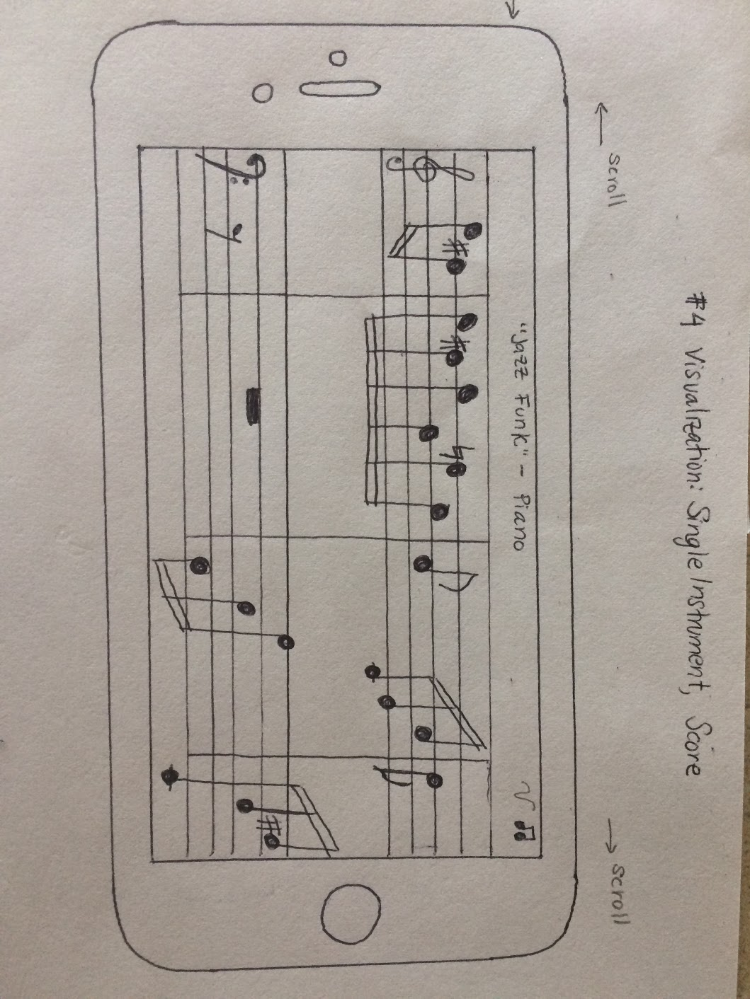 #4 Visualization: Single Instrument, Score
← scroll
→ scroll
"Jazz Funk" - Piano